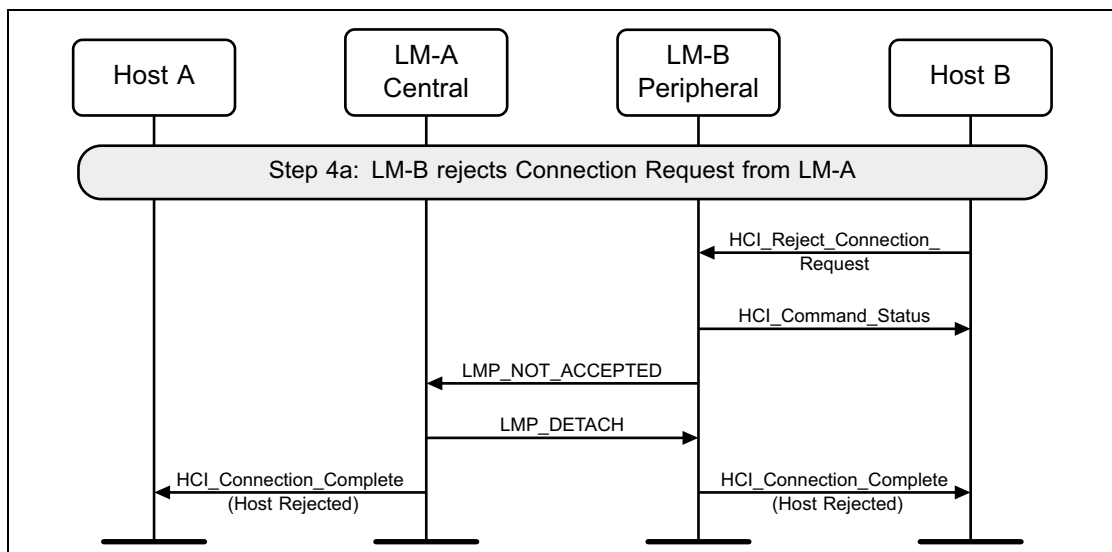 Host A
LM-A
Central
LM-B
Peripheral
Host B
Step 4a: LM-B rejects Connection Request from LM-A
HCI_Reject_Connection_
Request
HCI_Command_Status
LMP_NOT_ACCEPTED
LMP_DETACH
HCI_Connection_Complete
(Host Rejected)
HCI_Connection_Complete
(Host Rejected)